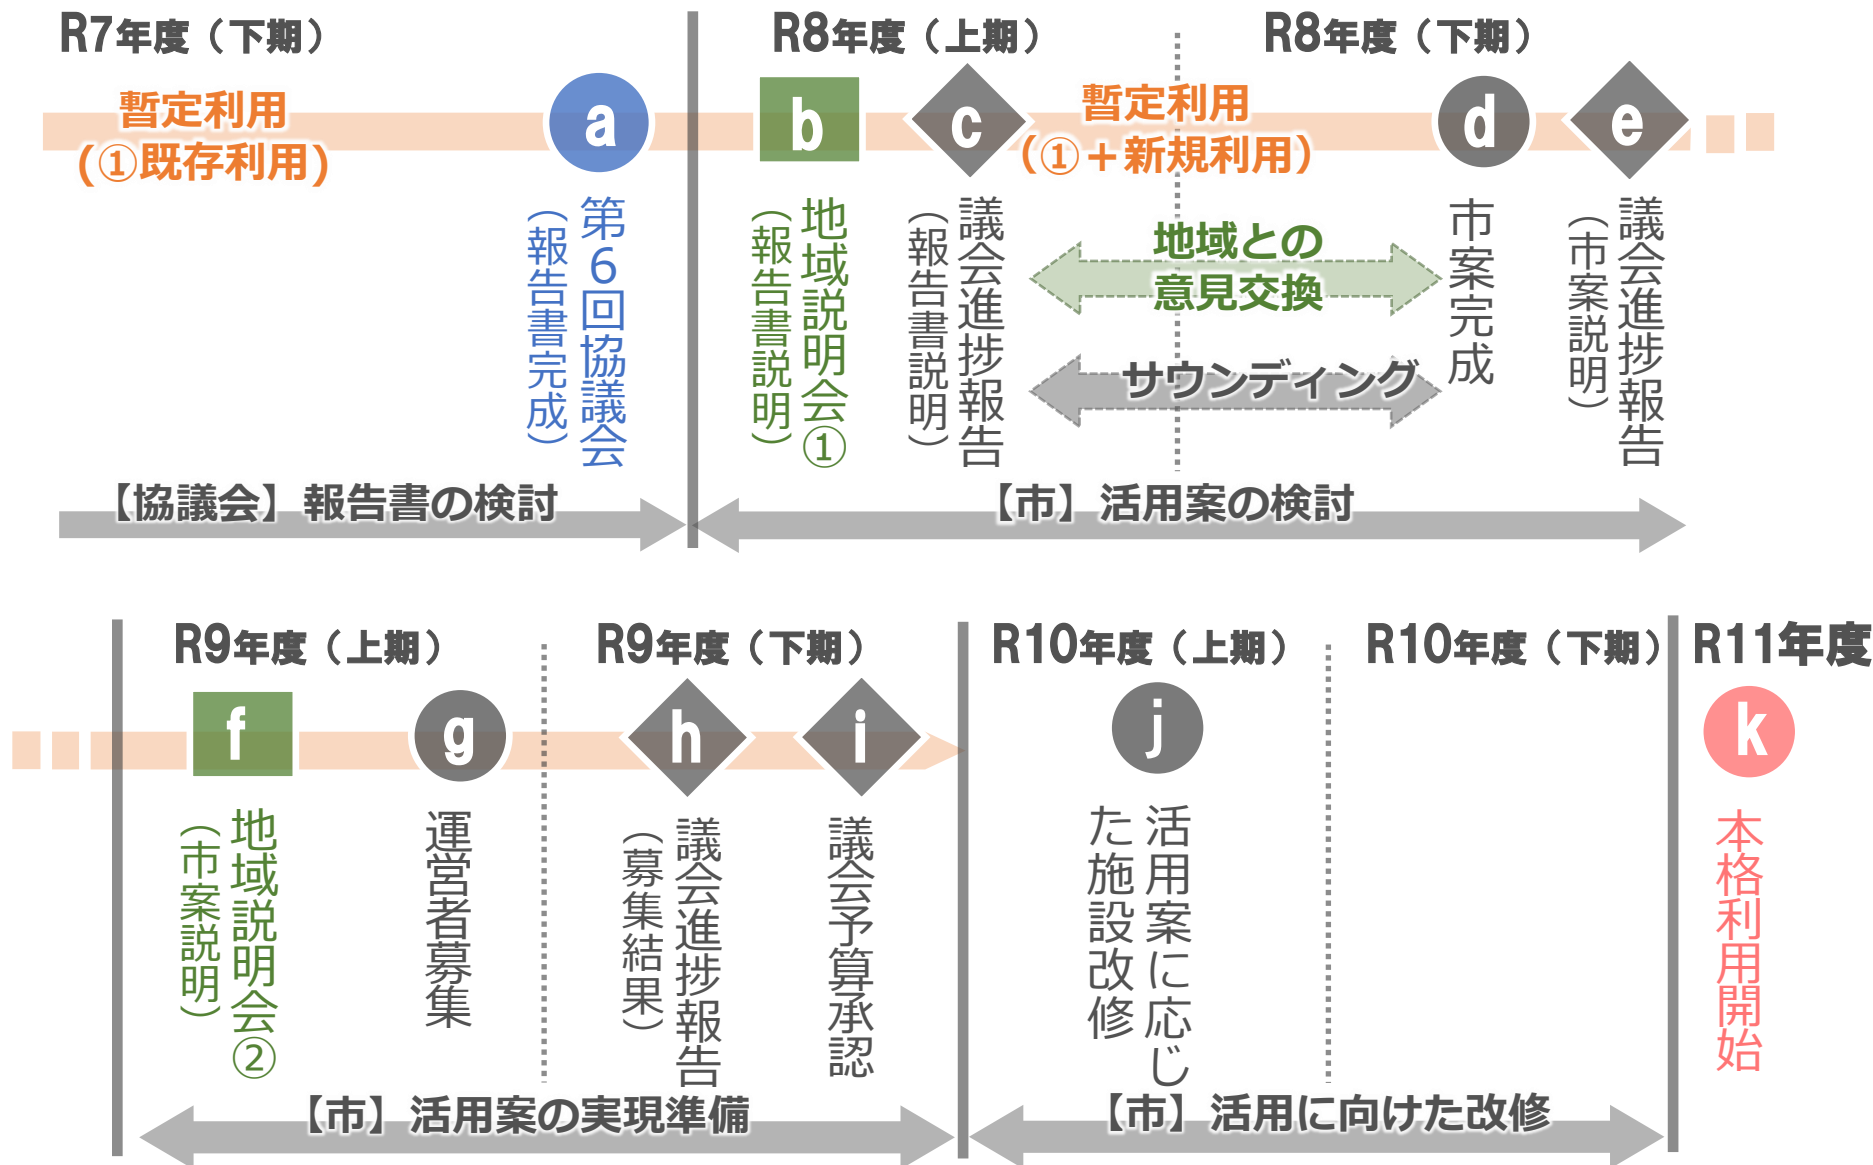 R7年度（下期）
R8年度（上期）
R8年度（下期）
暫定利用
(①既存利用)
a
b
c
暫定利用
（①＋新規利用）
d
e
第６回協議会
（報告書完成）
地域説明会①
（報告書説明）
議会進捗報告
（報告書説明）
地域との
意見交換
サウンディング
市案完成
議会進捗報告
（市案説明）
【協議会】報告書の検討
【市】活用案の検討
R9年度（上期）
R9年度（下期）
R10年度（上期）
R10年度（下期）
R11年度
f
g
h
i
j
k
地域説明会②
（市案説明）
運営者募集
議会進捗報告
（募集結果）
議会予算承認
活用案に応じ
た施設改修
本格利用開始
【市】活用案の実現準備
【市】活用に向けた改修